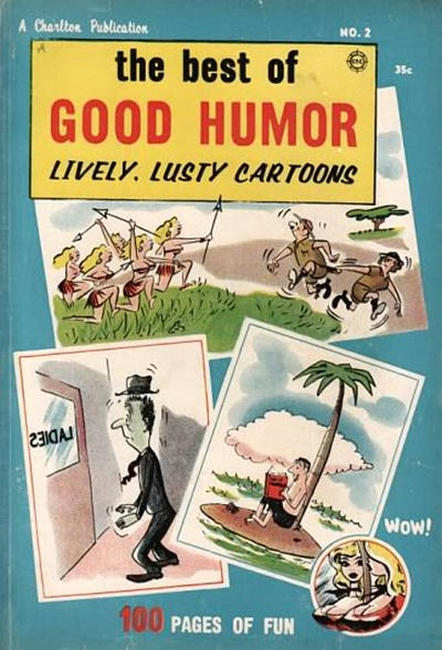 A Charlton Publication
NO. 2
the best of
CDC
35c
GOOD HUMOR
LIVELY, LUSTY CARTOONS
LADIES
WOW!
100 PAGES OF FUN